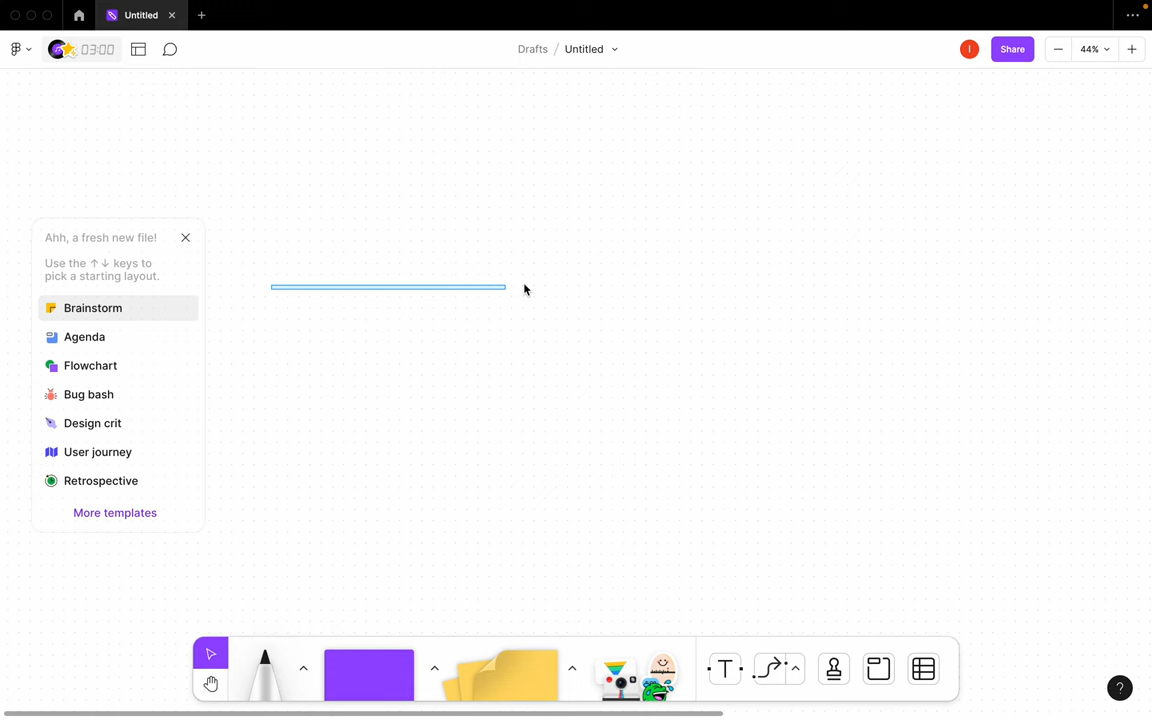 Untitled
03:00
Drafts / Untitled
I
Share
44%
Ahh, a fresh new file!
Use the ↑↓ keys to
pick a starting layout.
Brainstorm
Agenda
Flowchart
Bug bash
Design crit
User journey
Retrospective
More templates
T
?